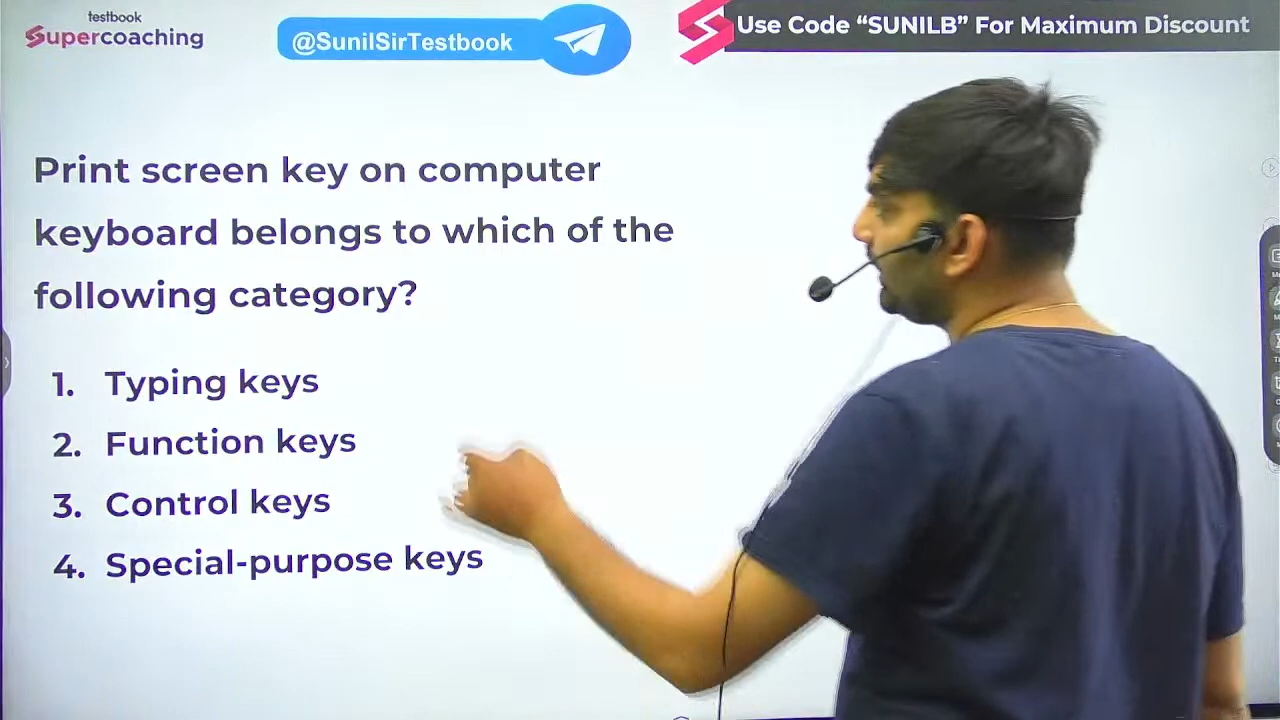 testbook
Supercoaching
@SunilSirTestbook
Use Code “SUNILB” For Maximum Discount
Print screen key on computer
keyboard belongs to which of the
following category?
1. Typing keys
2. Function keys
3. Control keys
4. Special-purpose keys